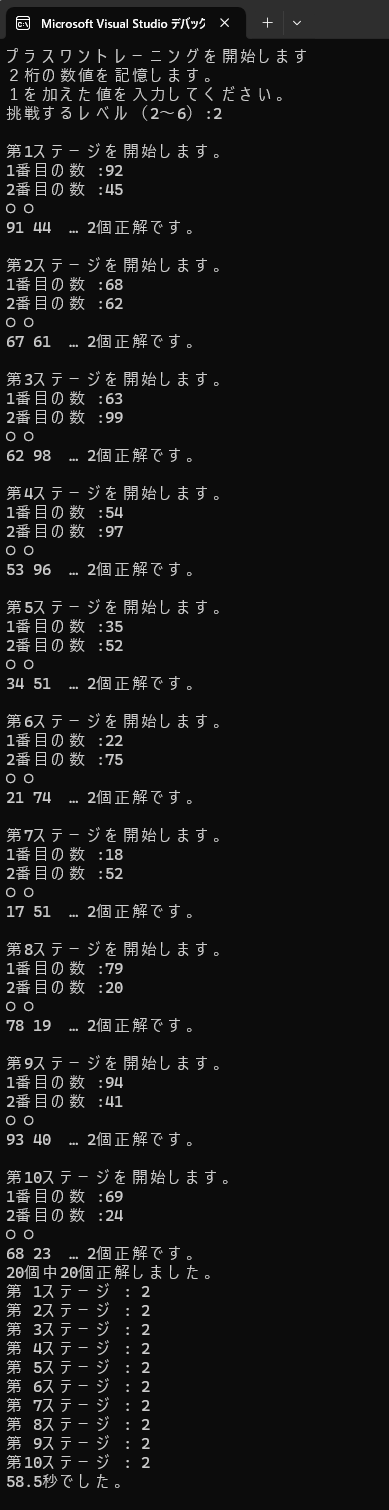 Microsoft Visual Studio デバッグ
プラスワントレーニングを開始します
２桁の数値を記憶します。
１を加えた値を入力してください。
挑戦するレベル（2～6）:2
第1ステージを開始します。
1番目の数 :92
2番目の数 :45
○ ○
91 44 … 2個正解です。
第2ステージを開始します。
1番目の数 :68
2番目の数 :62
○ ○
67 61 … 2個正解です。
第3ステージを開始します。
1番目の数 :63
2番目の数 :99
○ ○
62 98 … 2個正解です。
第4ステージを開始します。
1番目の数 :54
2番目の数 :97
○ ○
53 96 … 2個正解です。
第5ステージを開始します。
1番目の数 :35
2番目の数 :52
○ ○
34 51 … 2個正解です。
第6ステージを開始します。
1番目の数 :22
2番目の数 :75
○ ○
21 74 … 2個正解です。
第7ステージを開始します。
1番目の数 :18
2番目の数 :52
○ ○
17 51 … 2個正解です。
第8ステージを開始します。
1番目の数 :79
2番目の数 :20
○ ○
78 19 … 2個正解です。
第9ステージを開始します。
1番目の数 :94
2番目の数 :41
○ ○
93 40 … 2個正解です。
第10ステージを開始します。
1番目の数 :69
2番目の数 :24
○ ○
68 23 … 2個正解です。
20個中20個正解しました。
第 1ステージ : 2
第 2ステージ : 2
第 3ステージ : 2
第 4ステージ : 2
第 5ステージ : 2
第 6ステージ : 2
第 7ステージ : 2
第 8ステージ : 2
第 9ステージ : 2
第10ステージ : 2
58.5秒でした。